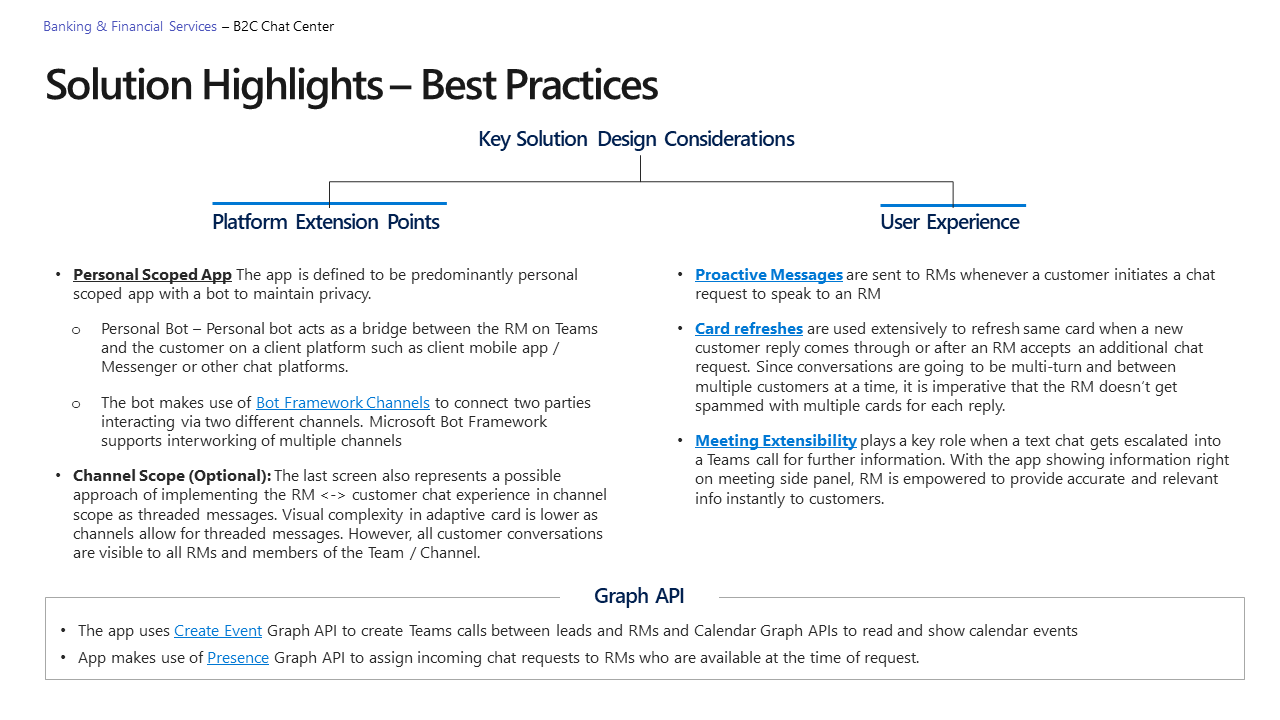 Banking & Financial Services – B2C Chat Center
Solution Highlights – Best Practices
Key Solution Design Considerations
Platform Extension Points
• Personal Scoped App The app is defined to be predominantly personal
scoped app with a bot to maintain privacy.
o Personal Bot – Personal bot acts as a bridge between the RM on Teams
and the customer on a client platform such as client mobile app /
Messenger or other chat platforms.
o The bot makes use of Bot Framework Channels to connect two parties
interacting via two different channels. Microsoft Bot Framework
supports interworking of multiple channels
• Channel Scope (Optional): The last screen also represents a possible
approach of implementing the RM <-> customer chat experience in channel
scope as threaded messages. Visual complexity in adaptive card is lower as
channels allow for threaded messages. However, all customer conversations
are visible to all RMs and members of the Team / Channel.
User Experience
• Proactive Messages are sent to RMs whenever a customer initiates a chat
request to speak to an RM
• Card refreshes are used extensively to refresh same card when a new
customer reply comes through or after an RM accepts an additional chat
request. Since conversations are going to be multi-turn and between
multiple customers at a time, it is imperative that the RM doesn't get
spammed with multiple cards for each reply.
• Meeting Extensibility plays a key role when a text chat gets escalated into
a Teams call for further information. With the app showing information right
on meeting side panel, RM is empowered to provide accurate and relevant
info instantly to customers.
Graph API
• The app uses Create Event Graph API to create Teams calls between leads and RMs and Calendar Graph APIs to read and show calendar events
• App makes use of Presence Graph API to assign incoming chat requests to RMs who are available at the time of request.